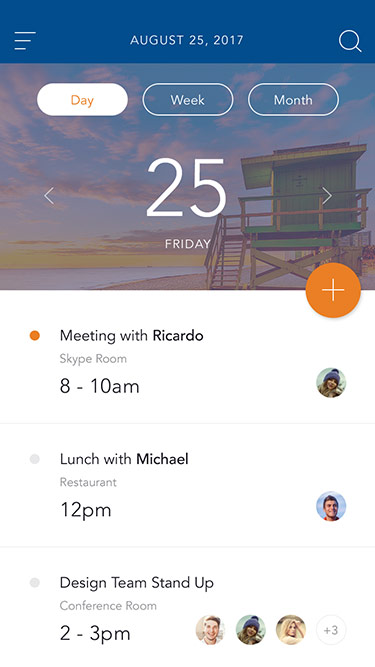 AUGUST 25, 2017
Day
Week
Month
25
FRIDAY
Meeting with Ricardo
Skype Room
8 - 10am
Lunch with Michael
Restaurant
12pm
Design Team Stand Up
Conference Room
2 - 3pm
+3